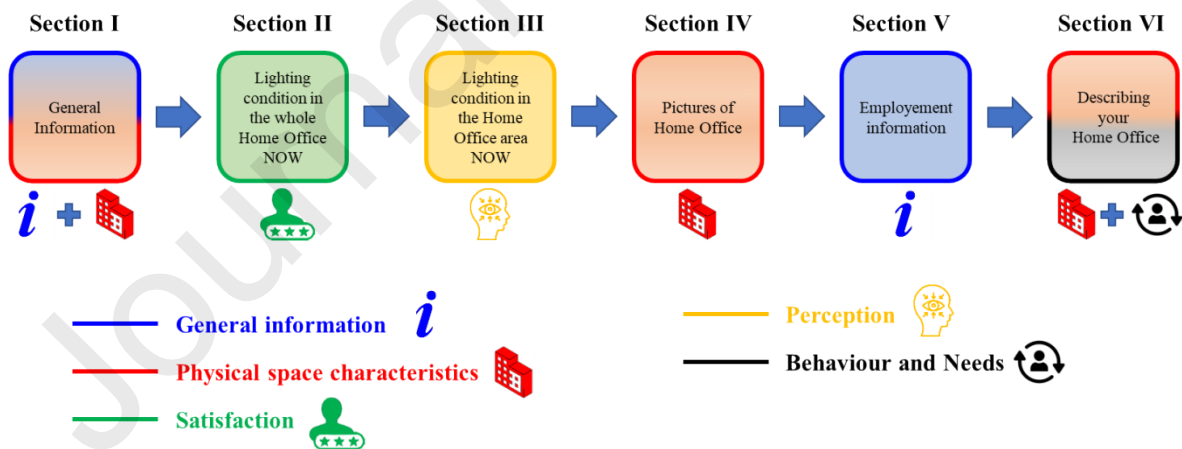 Section I
Section II
Section III
Section IV
Section V
Section VI
General
Information
Lighting
condition in
the whole
Home Office
NOW
Lighting
condition in
the Home
Office area
NOW
Pictures of
Home Office
Employement
information
Describing
your
Home Office
i
i
General information
i
Physical space characteristics
Satisfaction
Perception
Behaviour and Needs
Journal